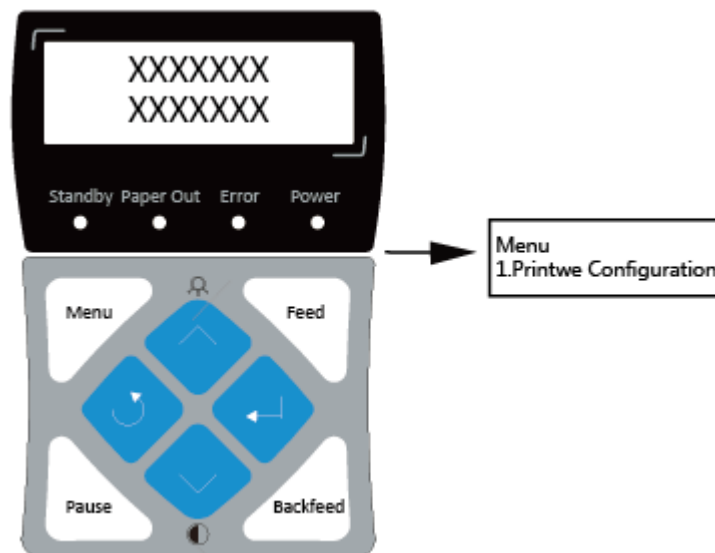 XXXXXXX
XXXXXXX
Standby Paper Out Error Power
Menu
1.Printwe Configuration
Menu Feed
Pause Backfeed